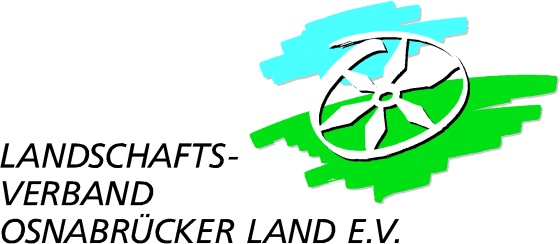 LANDSCHAFTS-
VERBAND
OSNABRÜCKER LAND E.V.